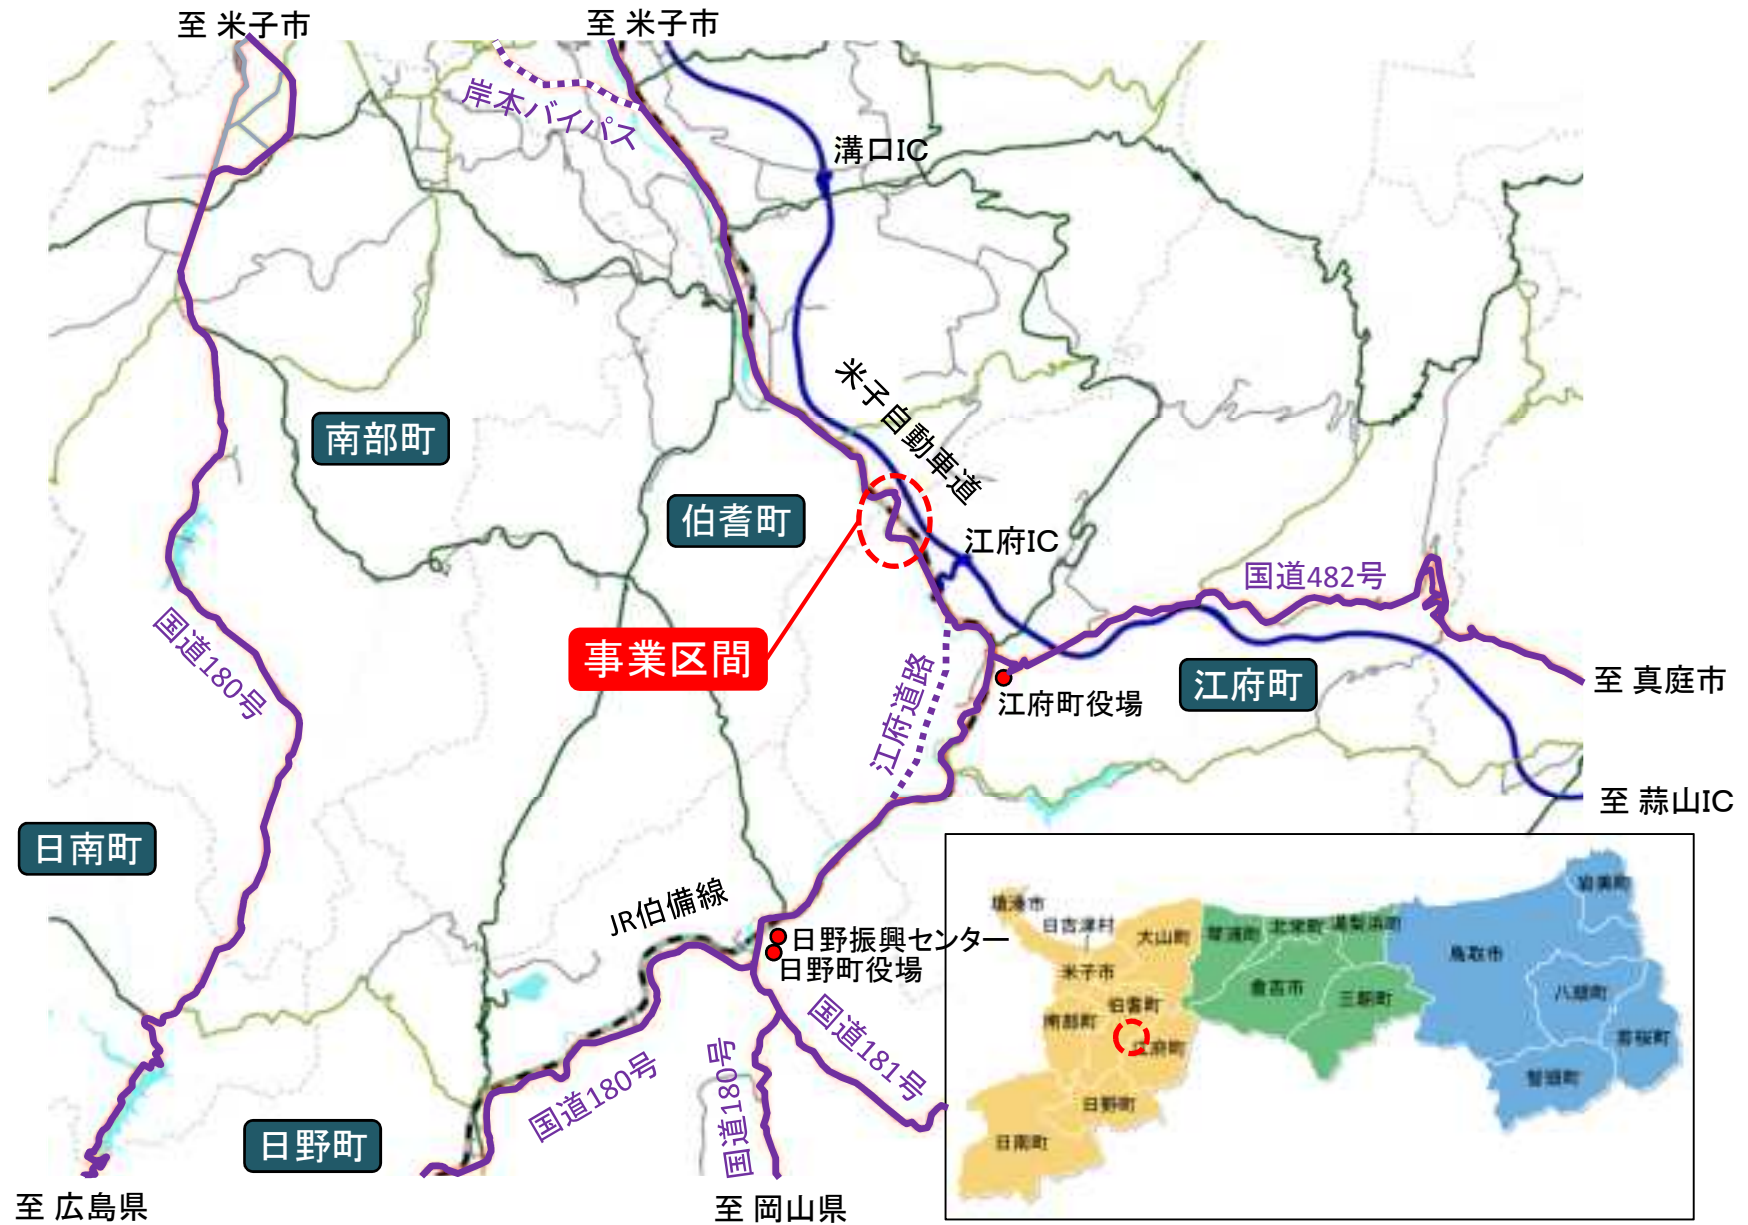 至 米子市
至 米子市
岸本バイパス
溝口IC
米子自動車道
南部町
伯耆町
江府IC
国道482号
国道180号
事業区間
江府道路
江府町
至 真庭市
江府町役場
至 蒜山IC
日南町
JR伯備線
日野振興センター
日野町役場
国道181号
国道180号
国道180号
日野町
至 広島県
至 岡山県
岩美町
境港市
日吉津村
大山町
琴浦町
北栄町
湯梨浜町
鳥取市
米子市
倉吉市
三朝町
八頭町
伯耆町
南部町
江府町
若桜町
智頭町
日野町
日南町